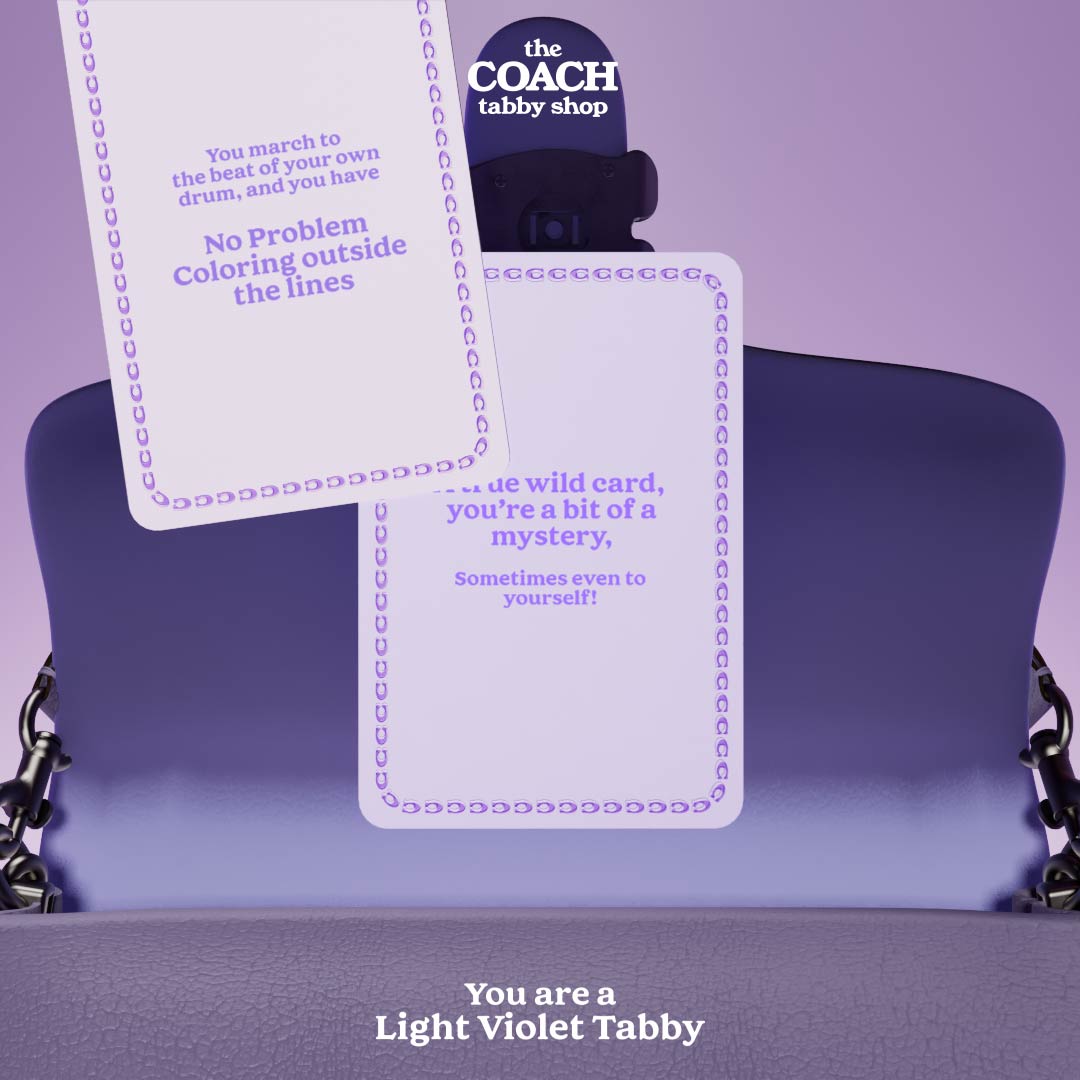 the
COACH
tabby shop
You march to
the beat of your own
drum, and you have
No Problem
Coloring outside
the lines
true wild card,
you're a bit of a
mystery,
Sometimes even to
yourself!
You are a
Light Violet Tabby